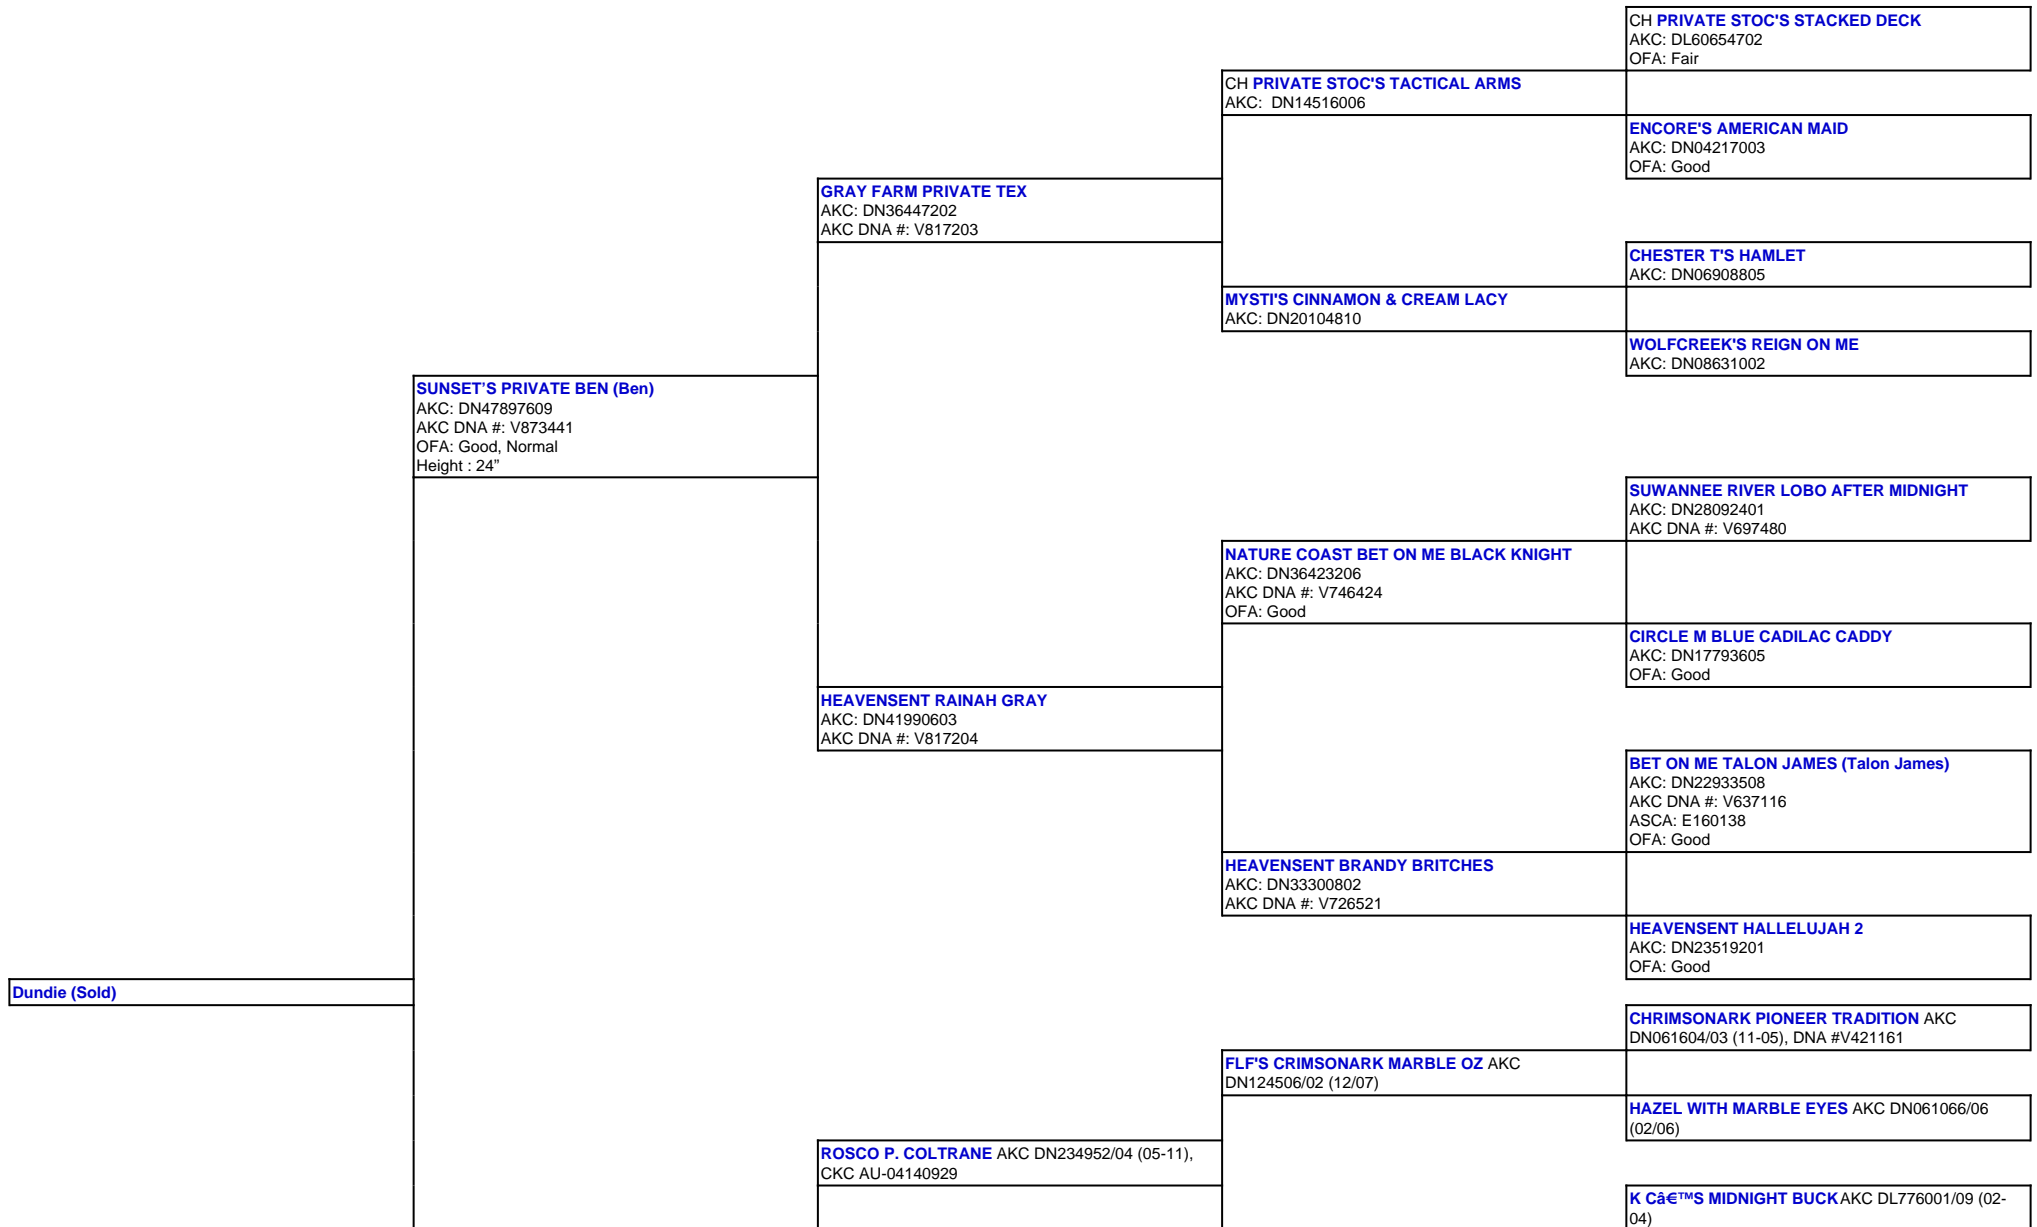 CH PRIVATE STOC'S STACKED DECK
AKC: DL60654702
OFA: Fair
CH PRIVATE STOC'S TACTICAL ARMS
AKC:  DN14516006
ENCORE'S AMERICAN MAID
AKC: DN04217003
OFA: Good
GRAY FARM PRIVATE TEX
AKC: DN36447202
AKC DNA #: V817203
CHESTER T'S HAMLET
AKC: DN06908805
MYSTI'S CINNAMON & CREAM LACY
AKC: DN20104810
WOLFCREEK'S REIGN ON ME
AKC: DN08631002
SUNSET’S PRIVATE BEN (Ben)
AKC: DN47897609
AKC DNA #: V873441
OFA: Good, Normal
Height : 24”
SUWANNEE RIVER LOBO AFTER MIDNIGHT
AKC: DN28092401
AKC DNA #: V697480
NATURE COAST BET ON ME BLACK KNIGHT
AKC: DN36423206
AKC DNA #: V746424
OFA: Good
CIRCLE M BLUE CADILAC CADDY
AKC: DN17793605
OFA: Good
HEAVENSENT RAINAH GRAY
AKC: DN41990603
AKC DNA #: V817204
BET ON ME TALON JAMES (Talon James)
AKC: DN22933508
AKC DNA #: V637116
ASCA: E160138
OFA: Good
HEAVENSENT BRANDY BRITCHES
AKC: DN33300802
AKC DNA #: V726521
HEAVENSENT HALLELUJAH 2
AKC: DN23519201
OFA: Good
Dundie (Sold)
CHRIMSONARK PIONEER TRADITION AKC
DN061604/03 (11-05), DNA #V421161
FLF'S CRIMSONARK MARBLE OZ AKC
DN124506/02 (12/07)
HAZEL WITH MARBLE EYES AKC DN061066/06
(02/06)
ROSCO P. COLTRANE AKC DN234952/04 (05-11),
CKC AU-04140929
K Câ€™S MIDNIGHT BUCK AKC DL776001/09 (02-
04)